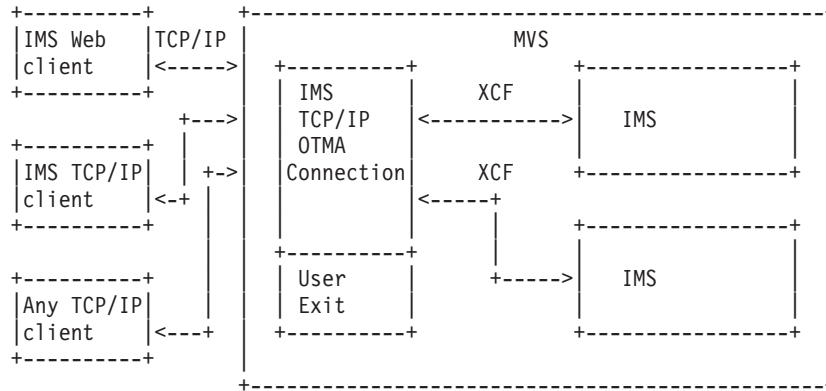 IMS Web
client
TCP/IP
MVS
IMS
TCP/IP
OTMA
Connection
XCF
IMS
IMS TCP/IP
client
XCF
User
Exit
IMS
Any TCP/IP
client